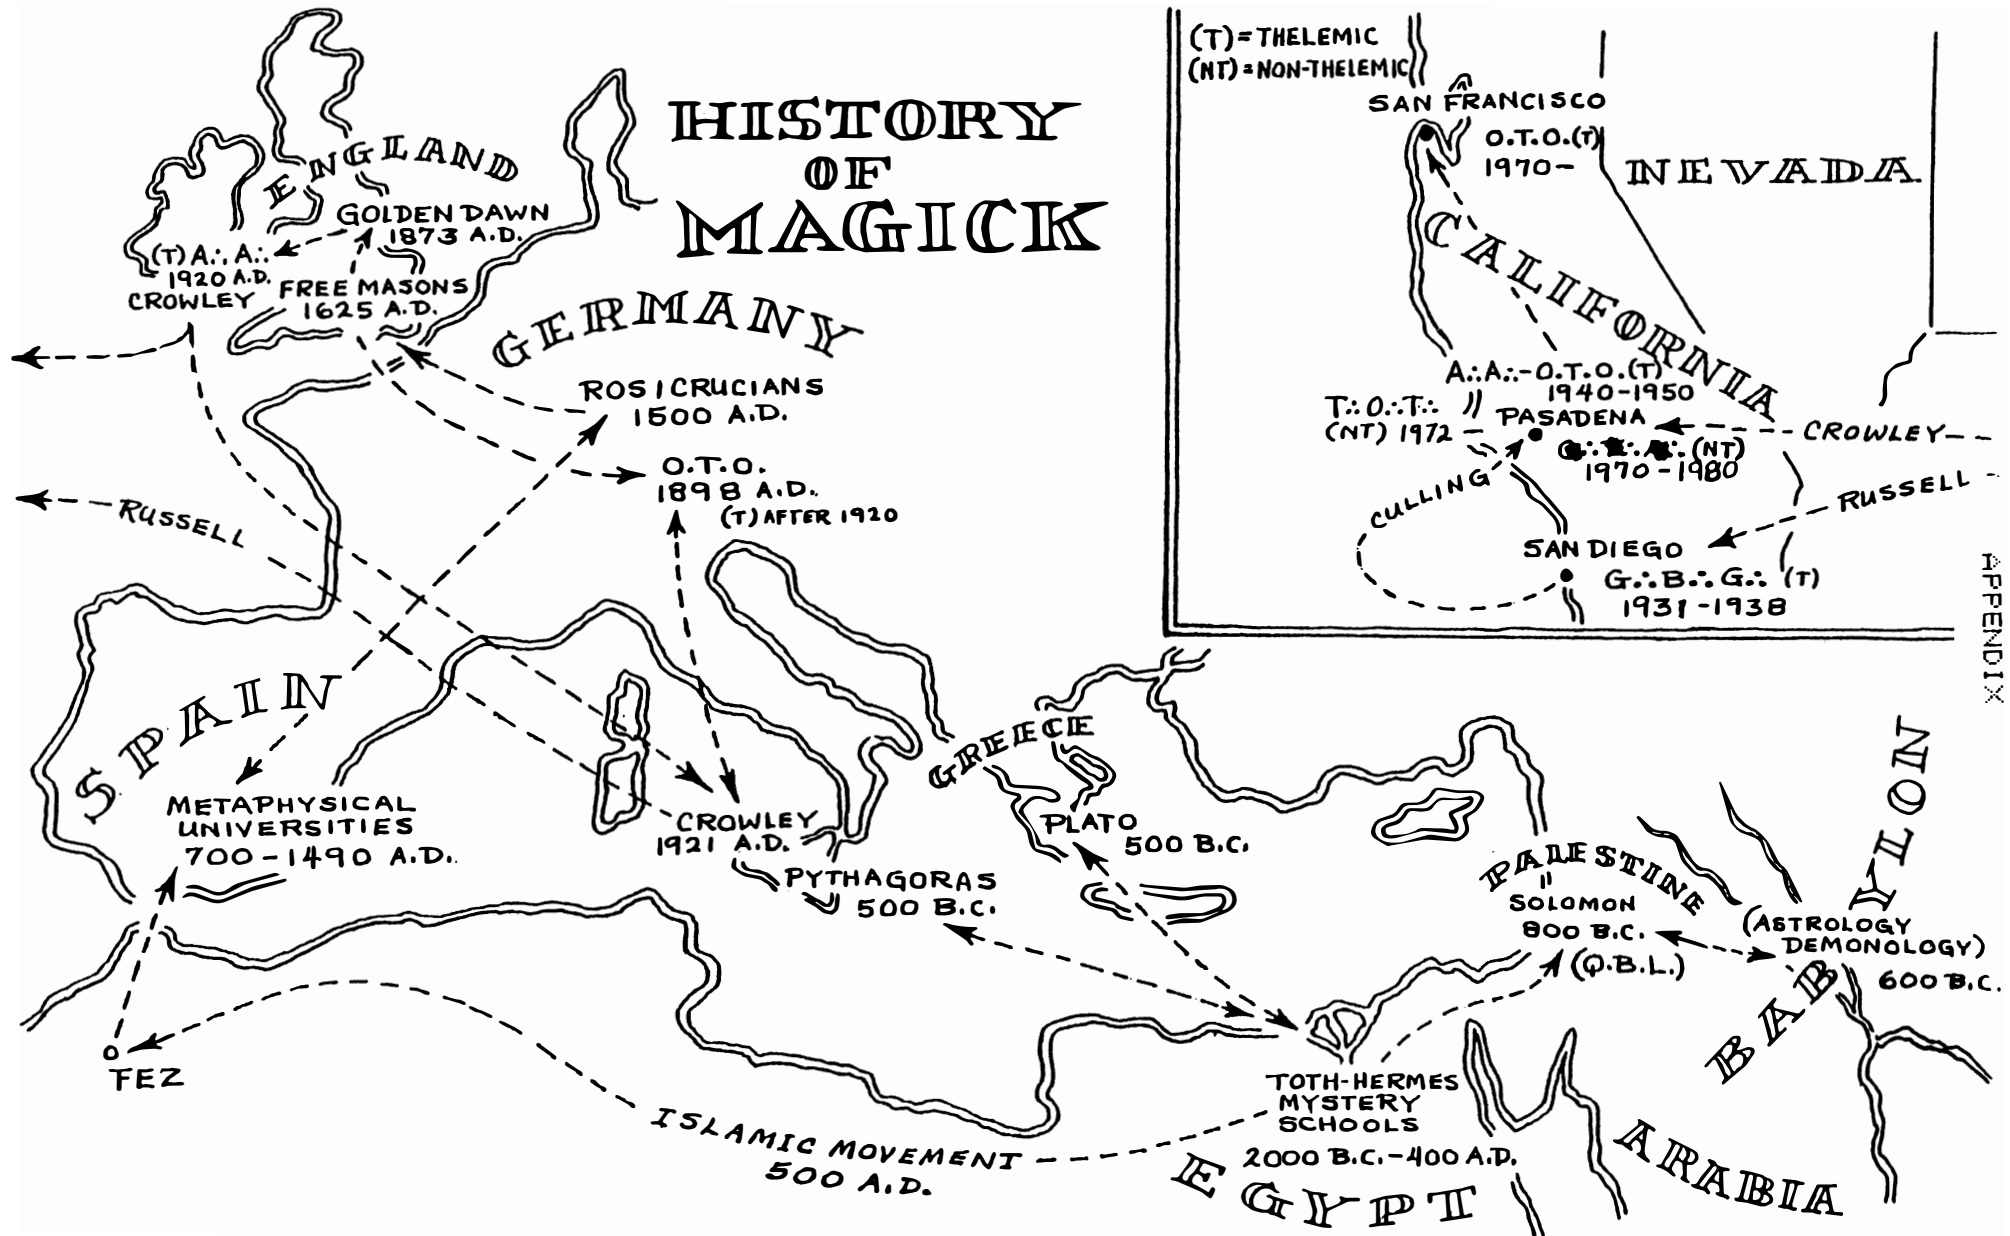 HISTORY
OF
MAGICK
ENGLAND
GOLDEN DAWN
1873 A.D.
(T) A∴ A∴
1920 A.D.
CROWLEY
FREE MASONS
1625 A.D.
GERMANY
ROSICRUCIANS
1500 A.D.
O.T.O.
1898 A.D.
(T) AFTER 1920
RUSSELL
SPAIN
METAPHYSICAL
UNIVERSITIES
700-1490 A.D.
FEZ
ISLAMIC MOVEMENT
500 A.D.
CROWLEY
1921 A.D.
PYTHAGORAS
500 B.C.
GREECE
PLATO
500 B.C.
PALESTINE
SOLOMON
800 B.C.
(Q.B.L.)
BABYLON
(ASTROLOGY
DEMONOLOGY)
600 B.C.
TOTH-HERMES
MYSTERY
SCHOOLS
2000 B.C.-400 A.D.
EGYPT
ARABIA
(T)=THELEMIC
(NT)=NON-THELEMIC
SAN FRANCISCO
O.T.O.(T)
1970-
NEVADA
CALIFORNIA
A∴A∴-O.T.O.(T)
1940-1950
T∴O∴T∴
(NT) 1972
PASADENA
(NT)
1970-1980
CROWLEY
CULLING
RUSSELL
SAN DIEGO
G∴B∴G∴ (T)
1931-1938
APPENDIX